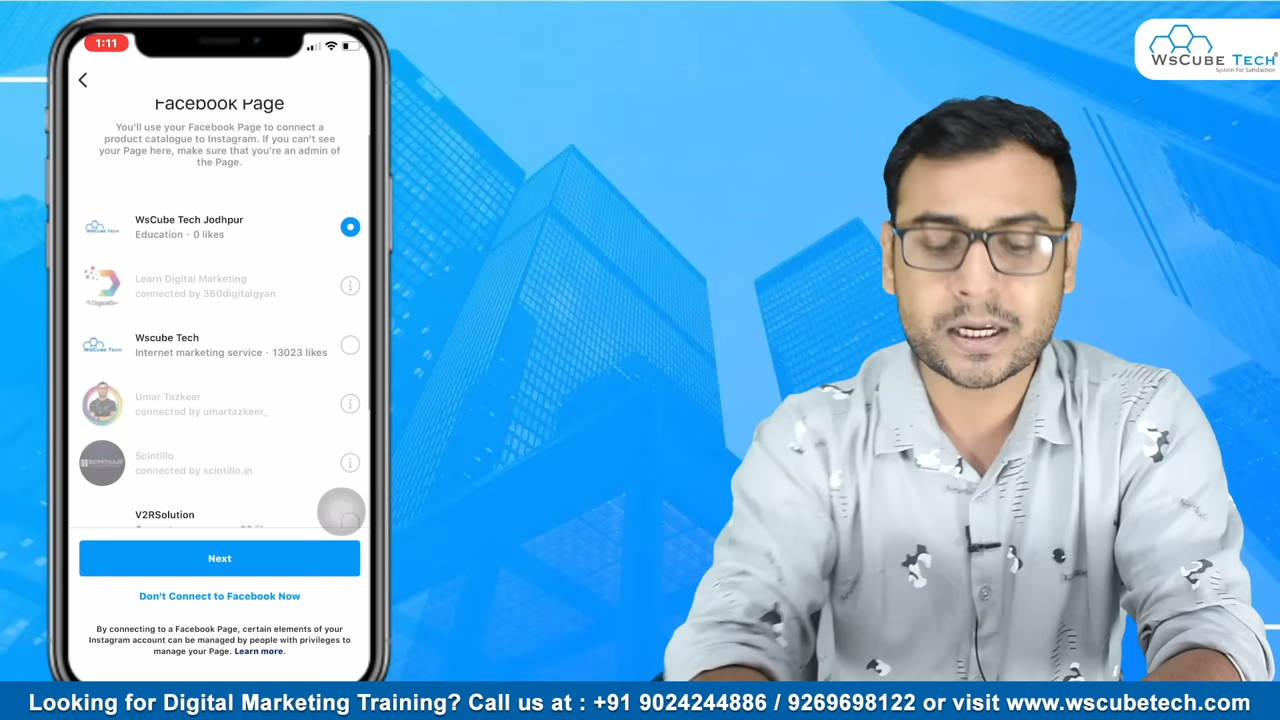 1:11
Facebook Page
You'll use your Facebook Page to connect a
product catalogue to Instagram. If you can't see
your Page here, make sure that you're an admin of
the Page.
WsCube Tech Jodhpur
Education · 0 likes
Learn Digital Marketing
connected by 360digitalgyan
Wscube Tech
Internet marketing service · 13023 likes
Umar Tazkeer
connected by umartazkeer_
Scintillo
connected by scintillo.in
V2RSolution
Next
Don't Connect to Facebook Now
By connecting to a Facebook Page, certain elements of your
Instagram account can be managed by people with privileges to
manage your Page. Learn more.
WsCube Tech
System For Satisfaction
Looking for Digital Marketing Training? Call us at : +91 9024244886 / 9269698122 or visit www.wscubetech.com